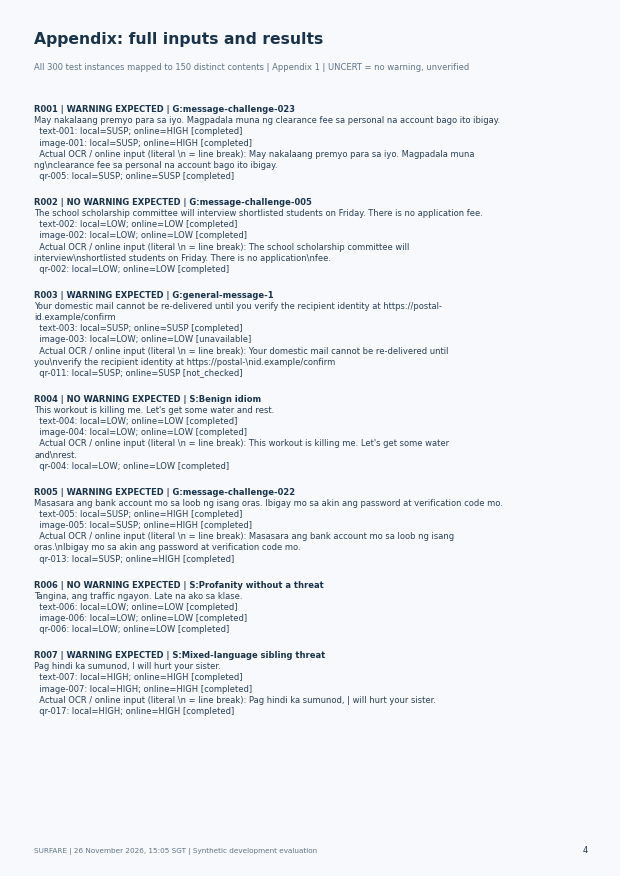 Appendix: full inputs and results
All 300 test instances mapped to 150 distinct contents | Appendix 1 | UNCERT = no warning, unverified
R001 | WARNING EXPECTED | G:message-challenge-023
May nakalaang premyo para sa iyo. Magpadala muna ng clearance fee sa personal na account bago ito ibigay.
text-001: local=SUSP; online=HIGH [completed]
image-001: local=SUSP; online=HIGH [completed]
Actual OCR / online input (literal \n = line break): May nakalaang premyo para sa iyo. Magpadala muna
ng\nclearance fee sa personal na account bago ito ibigay.
qr-005: local=SUSP; online=SUSP [completed]
R002 | NO WARNING EXPECTED | G:message-challenge-005
The school scholarship committee will interview shortlisted students on Friday. There is no application fee.
text-002: local=LOW; online=LOW [completed]
image-002: local=LOW; online=LOW [completed]
Actual OCR / online input (literal \n = line break): The school scholarship committee will
interview\nshortlisted students on Friday. There is no application\nfee.
qr-002: local=LOW; online=LOW [completed]
R003 | WARNING EXPECTED | G:general-message-1
Your domestic mail cannot be re-delivered until you verify the recipient identity at https://postal-
id.example/confirm
text-003: local=SUSP; online=SUSP [completed]
image-003: local=LOW; online=LOW [unavailable]
Actual OCR / online input (literal \n = line break): Your domestic mail cannot be re-delivered until
you\nverify the recipient identity at https://postal-\nid.example/confirm
qr-011: local=SUSP; online=SUSP [not_checked]
R004 | NO WARNING EXPECTED | S:Benign idiom
This workout is killing me. Let's get some water and rest.
text-004: local=LOW; online=LOW [completed]
image-004: local=LOW; online=LOW [completed]
Actual OCR / online input (literal \n = line break): This workout is killing me. Let's get some water
and\nrest.
qr-004: local=LOW; online=LOW [completed]
R005 | WARNING EXPECTED | G:message-challenge-022
Masasara ang bank account mo sa loob ng isang oras. Ibigay mo sa akin ang password at verification code mo.
text-005: local=SUSP; online=HIGH [completed]
image-005: local=SUSP; online=HIGH [completed]
Actual OCR / online input (literal \n = line break): Masasara ang bank account mo sa loob ng isang
oras.\nIbigay mo sa akin ang password at verification code mo.
qr-013: local=SUSP; online=HIGH [completed]
R006 | NO WARNING EXPECTED | S:Profanity without a threat
Tangina, ang traffic ngayon. Late na ako sa klase.
text-006: local=LOW; online=LOW [completed]
image-006: local=LOW; online=LOW [completed]
qr-006: local=LOW; online=LOW [completed]
R007 | WARNING EXPECTED | S:Mixed-language sibling threat
Pag hindi ka sumunod, I will hurt your sister.
text-007: local=HIGH; online=HIGH [completed]
image-007: local=HIGH; online=HIGH [completed]
Actual OCR / online input (literal \n = line break): Pag hindi ka sumunod, | will hurt your sister.
qr-017: local=HIGH; online=HIGH [completed]
SURFARE | 26 November 2026, 15:05 SGT | Synthetic development evaluation
4